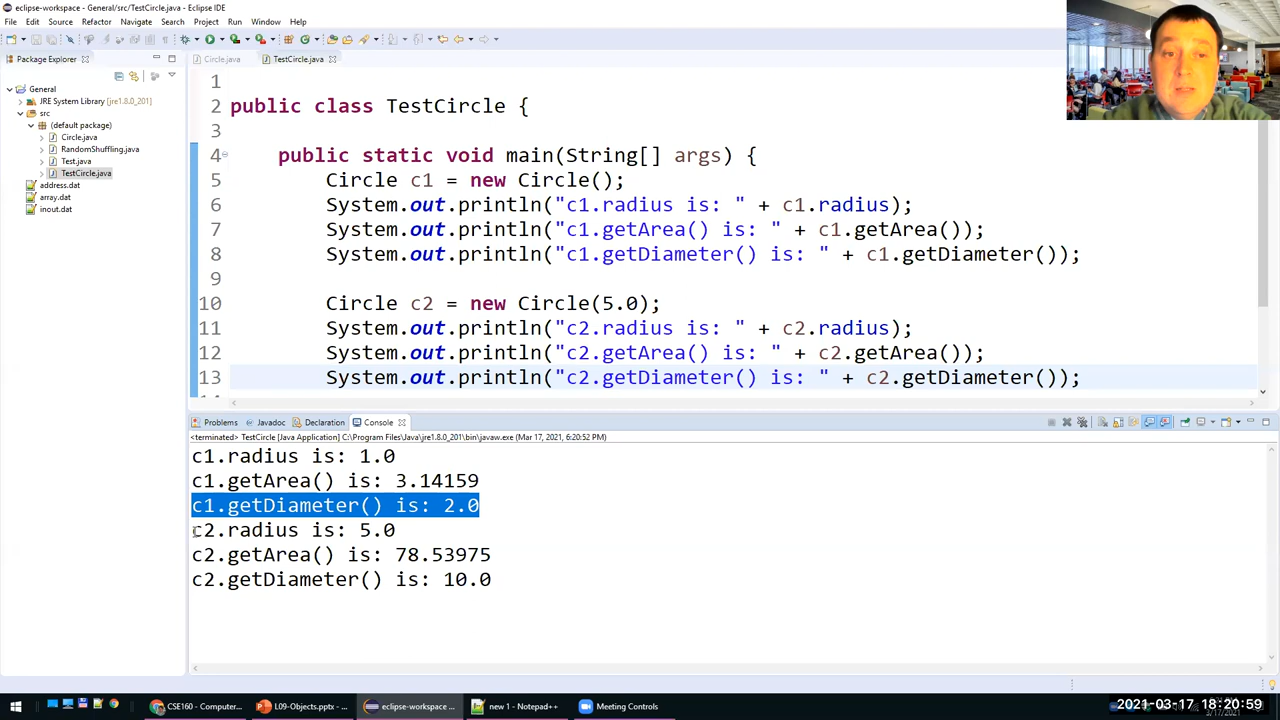 eclipse-workspace - General/src/TestCircle.java - Eclipse IDE
File Edit Source Refactor Navigate Search Project Run Window Help
Package Explorer
Circle.java
TestCircle.java
General
JRE System Library [jre1.8.0_201]
src
(default package)
Circle.java
RandomShuffling.java
Test.java
TestCircle.java
address.dat
array.dat
inout.dat
1
2 public class TestCircle {
3
4 public static void main(String[] args) {
5 Circle c1 = new Circle();
6 System.out.println("c1.radius is: " + c1.radius);
7 System.out.println("c1.getArea() is: " + c1.getArea());
8 System.out.println("c1.getDiameter() is: " + c1.getDiameter());
9
10 Circle c2 = new Circle(5.0);
11 System.out.println("c2.radius is: " + c2.radius);
12 System.out.println("c2.getArea() is: " + c2.getArea());
13 System.out.println("c2.getDiameter() is: " + c2.getDiameter());
Problems Javadoc Declaration Console
<terminated> TestCircle [Java Application] C:\Program Files\Java\jre1.8.0_201\bin\javaw.exe (Mar 17, 2021, 6:20:52 PM)
c1.radius is: 1.0
c1.getArea() is: 3.14159
c1.getDiameter() is: 2.0
c2.radius is: 5.0
c2.getArea() is: 78.53975
c2.getDiameter() is: 10.0
CSE160 - Computer... L09-Objects.pptx - ... eclipse-workspace ... new 1 - Notepad++ Meeting Controls
2021-03-17 18:20:59